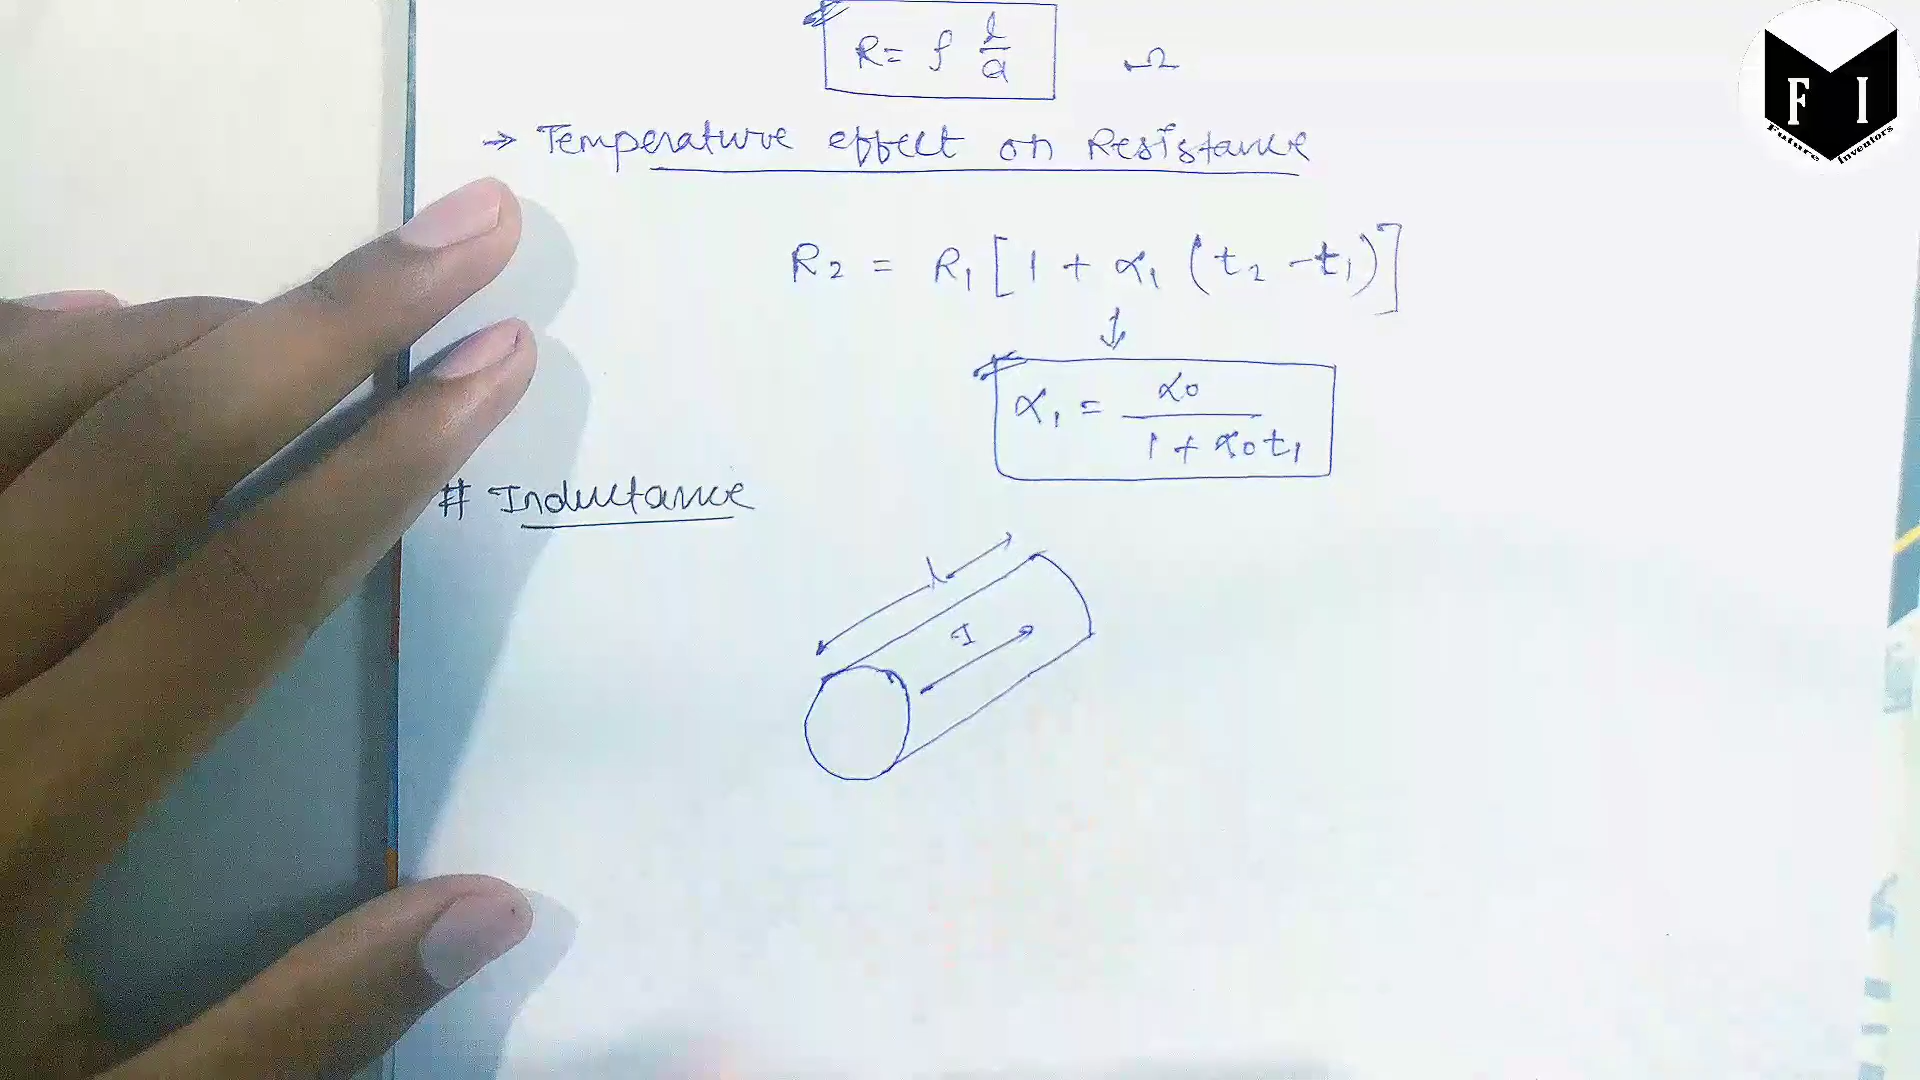 R = ρ l/a Ω
→ Temperature effect on Resistance
R₂ = R₁ [1 + α₁ (t₂ - t₁)]
↓
α₁ = α₀ / 1 + α₀t₁
# Inductance
l
I
F I
Future Inventors